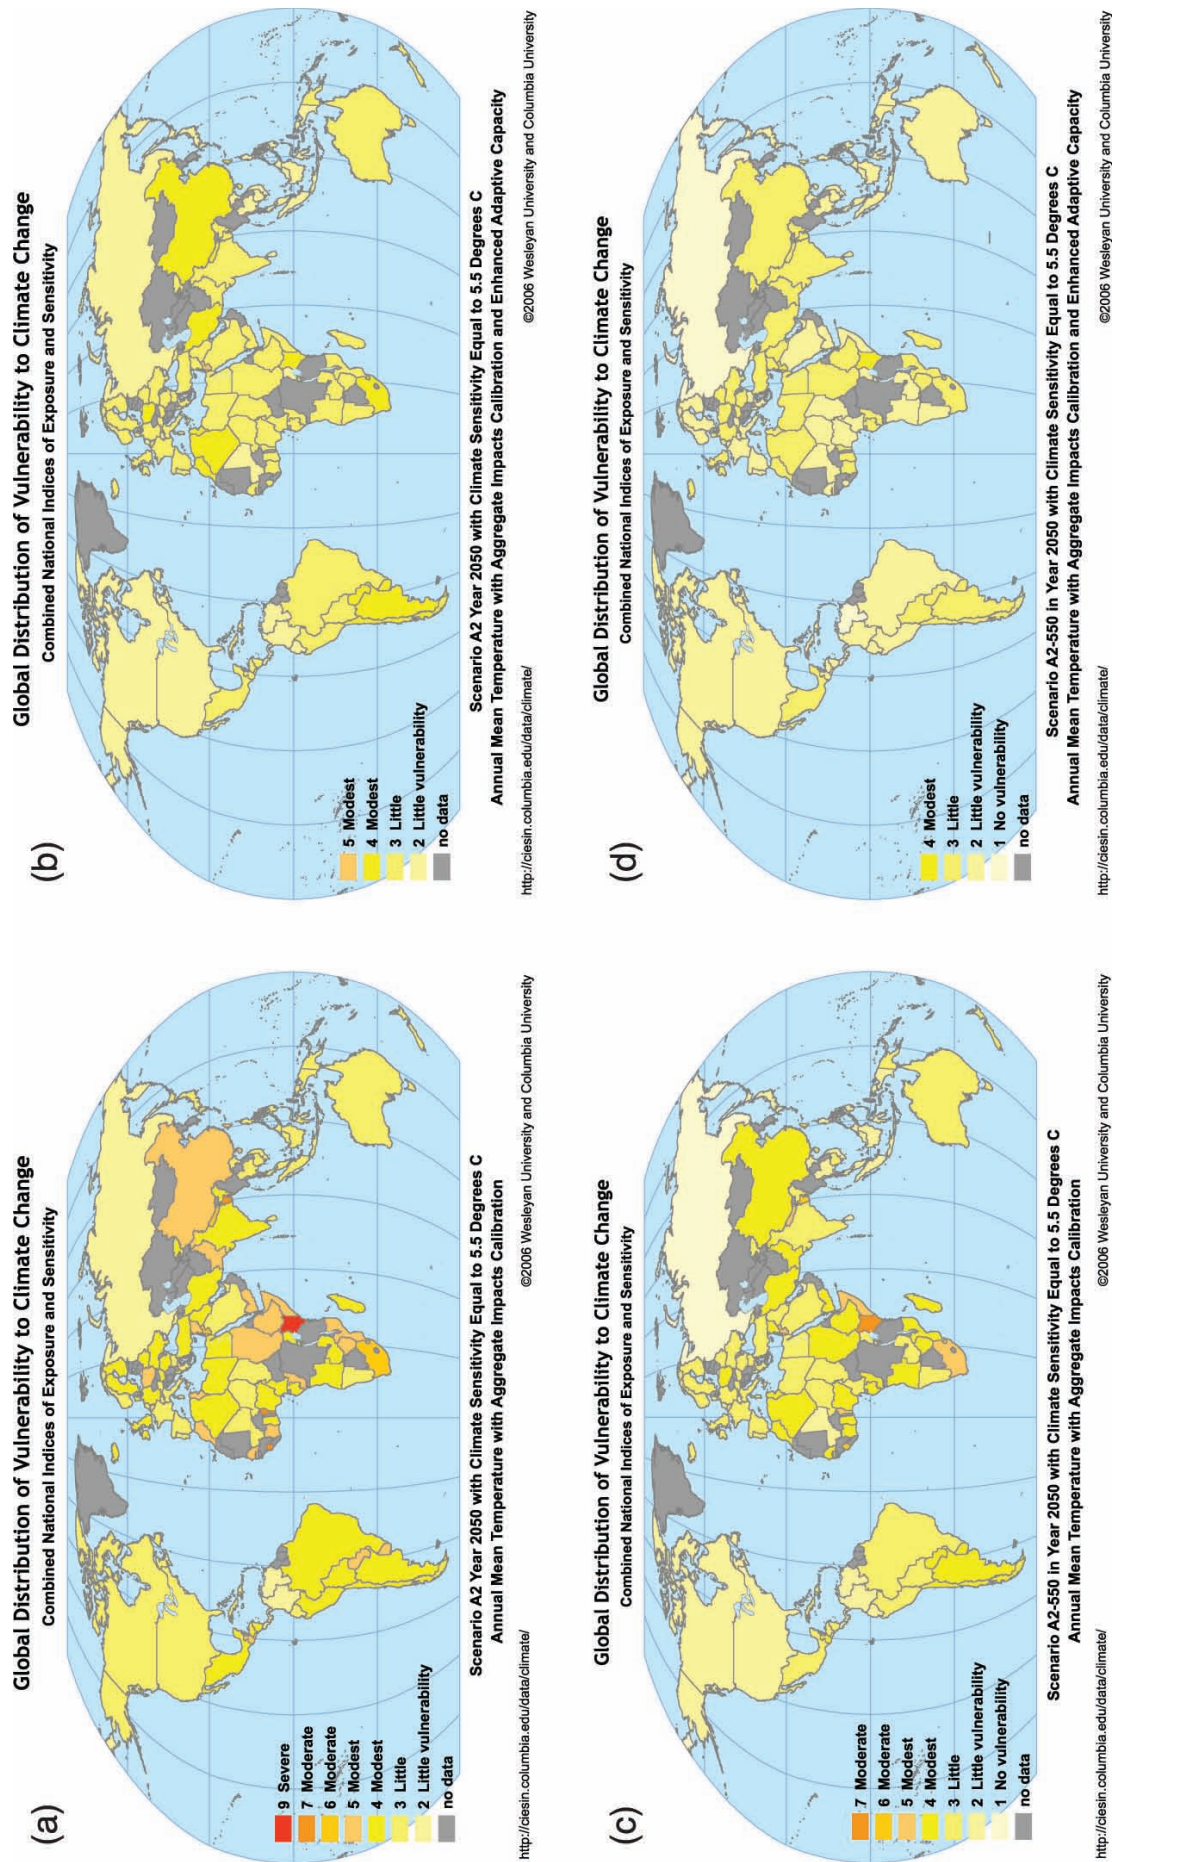 (a)
Global Distribution of Vulnerability to Climate Change
Combined National Indices of Exposure and Sensitivity
9 Severe
7 Moderate
6 Moderate
5 Modest
4 Modest
3 Little
2 Little vulnerability
no data
Scenario A2 Year 2050 with Climate Sensitivity Equal to 5.5 Degrees C
Annual Mean Temperature with Aggregate Impacts Calibration
http://ciesin.columbia.edu/data/climate/
©2006 Wesleyan University and Columbia University
(b)
Global Distribution of Vulnerability to Climate Change
Combined National Indices of Exposure and Sensitivity
5 Modest
4 Modest
3 Little
2 Little vulnerability
no data
Scenario A2 Year 2050 with Climate Sensitivity Equal to 5.5 Degrees C
Annual Mean Temperature with Aggregate Impacts Calibration and Enhanced Adaptive Capacity
http://ciesin.columbia.edu/data/climate/
©2006 Wesleyan University and Columbia University
(c)
Global Distribution of Vulnerability to Climate Change
Combined National Indices of Exposure and Sensitivity
7 Moderate
6 Moderate
5 Modest
4 Modest
3 Little
2 Little vulnerability
1 No vulnerability
no data
Scenario A2-550 in Year 2050 with Climate Sensitivity Equal to 5.5 Degrees C
Annual Mean Temperature with Aggregate Impacts Calibration
http://ciesin.columbia.edu/data/climate/
©2006 Wesleyan University and Columbia University
(d)
Global Distribution of Vulnerability to Climate Change
Combined National Indices of Exposure and Sensitivity
4 Modest
3 Little
2 Little vulnerability
1 No vulnerability
no data
Scenario A2-550 in Year 2050 with Climate Sensitivity Equal to 5.5 Degrees C
Annual Mean Temperature with Aggregate Impacts Calibration and Enhanced Adaptive Capacity
http://ciesin.columbia.edu/data/climate/
©2006 Wesleyan University and Columbia University